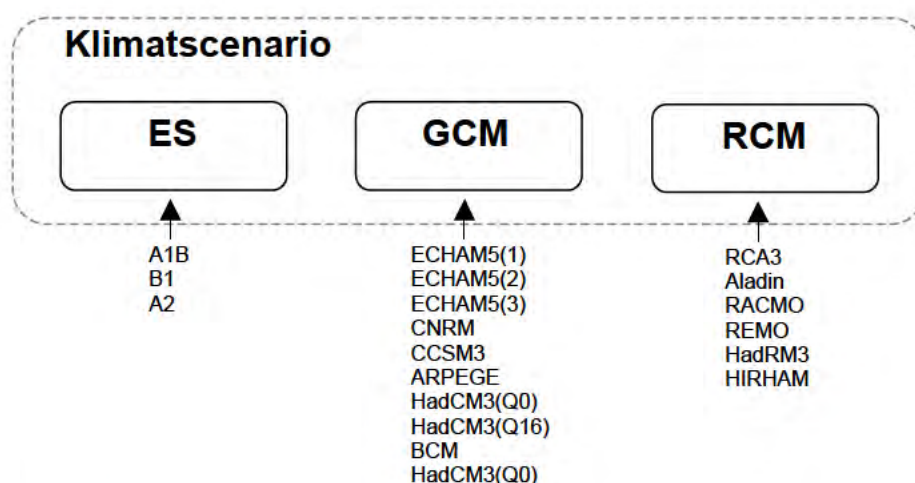 Klimatscenario
ES
GCM
RCM
A1B
B1
A2
ECHAM5(1)
ECHAM5(2)
ECHAM5(3)
CNRM
CCSM3
ARPEGE
HadCM3(Q0)
HadCM3(Q16)
BCM
HadCM3(Q0)
RCA3
Aladin
RACMO
REMO
HadRM3
HIRHAM